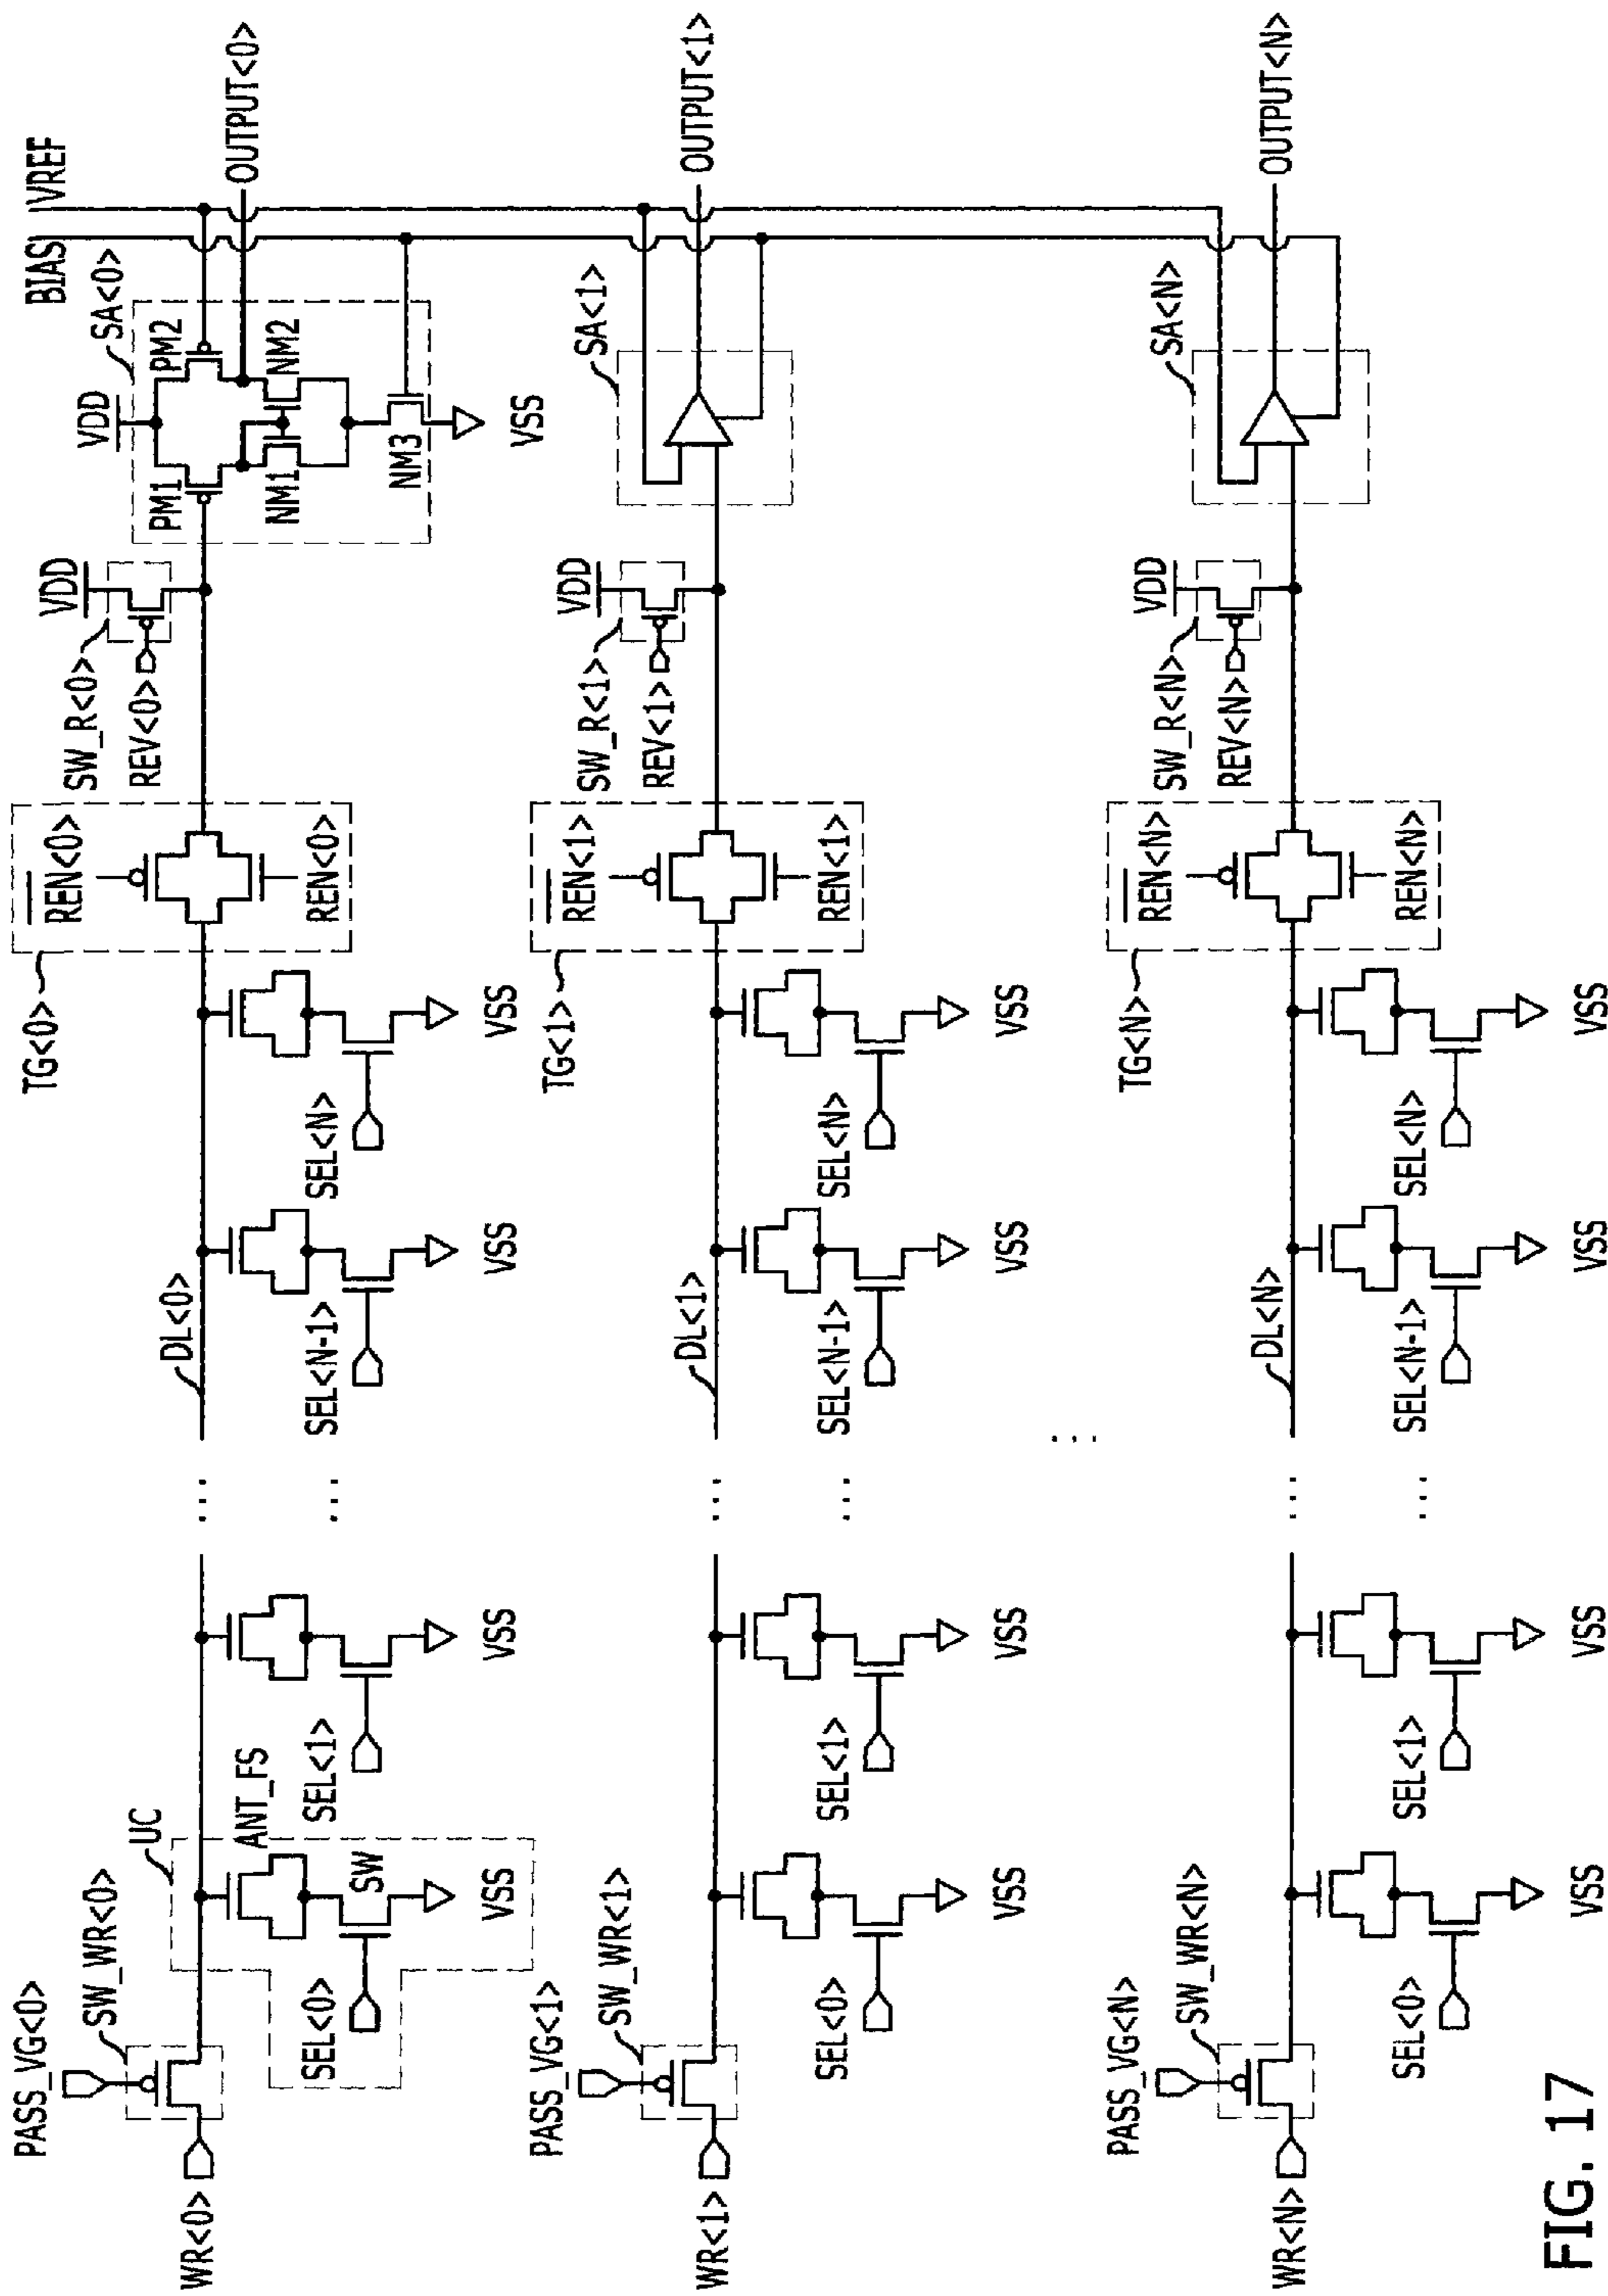 BIAS
VREF
PASS_VG<0>
SW_WR<0>
WR<0>
UC
ANT_FS
SEL<0>
SW
VSS
SEL<1>
VSS
...
...
DL<0>
SEL<N-1>
VSS
SEL<N>
VSS
TG<0>
REN<0>
REN<0>
SW_R<0>
REV<0>
VDD
SA<0>
VDD
PM1
PM2
NM1
NM2
NM3
VSS
OUTPUT<0>
PASS_VG<1>
SW_WR<1>
WR<1>
SEL<0>
VSS
SEL<1>
VSS
...
...
DL<1>
SEL<N-1>
VSS
SEL<N>
VSS
TG<1>
REN<1>
REN<1>
SW_R<1>
REV<1>
VDD
SA<1>
OUTPUT<1>
...
PASS_VG<N>
SW_WR<N>
WR<N>
SEL<0>
VSS
SEL<1>
VSS
...
...
DL<N>
SEL<N-1>
VSS
SEL<N>
VSS
TG<N>
REN<N>
REN<N>
SW_R<N>
REV<N>
VDD
SA<N>
OUTPUT<N>
FIG. 17